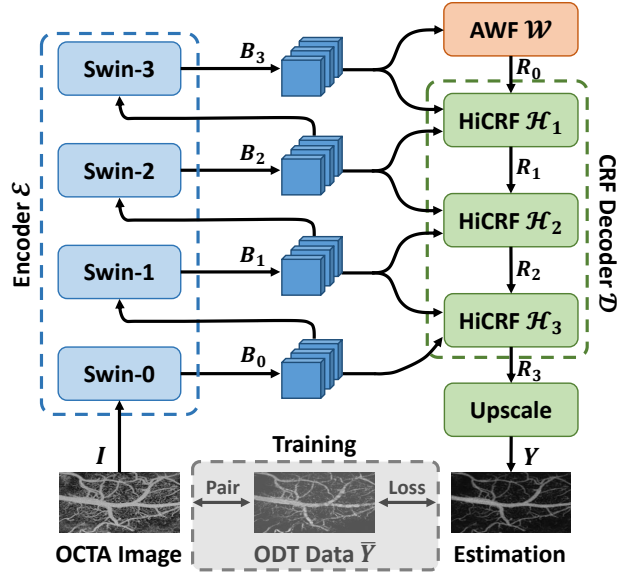 AWF 𝒲
Swin-3
B₃
R₀
HiCRF ℋ₁
Swin-2
B₂
R₁
HiCRF ℋ₂
Encoder ℰ
CRF Decoder 𝒟
Swin-1
B₁
R₂
HiCRF ℋ₃
Swin-0
B₀
R₃
Upscale
I
Training
Y
Pair
Loss
OCTA Image
ODT Data Y̅
Estimation